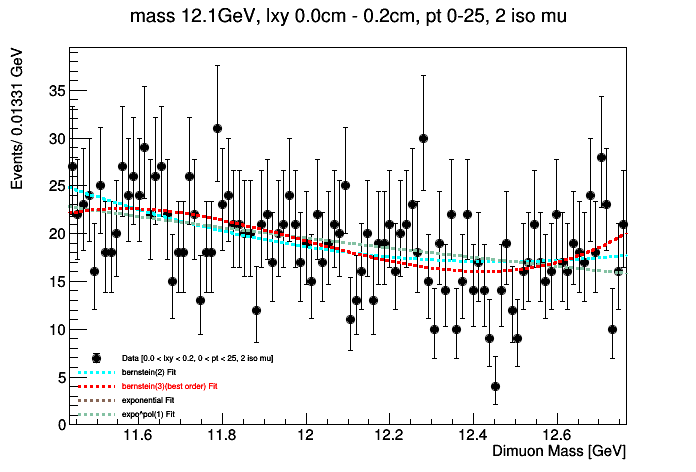 mass 12.1GeV, lxy 0.0cm - 0.2cm, pt 0-25, 2 iso mu
Events/ 0.01331 GeV
35
30
25
20
15
10
5
0
Data [0.0 < lxy < 0.2, 0 < pt < 25, 2 iso mu]
bernstein(2) Fit
bernstein(3)(best order) Fit
exponential Fit
expo*pol(1) Fit
11.6 11.8 12 12.2 12.4 12.6
Dimuon Mass [GeV]